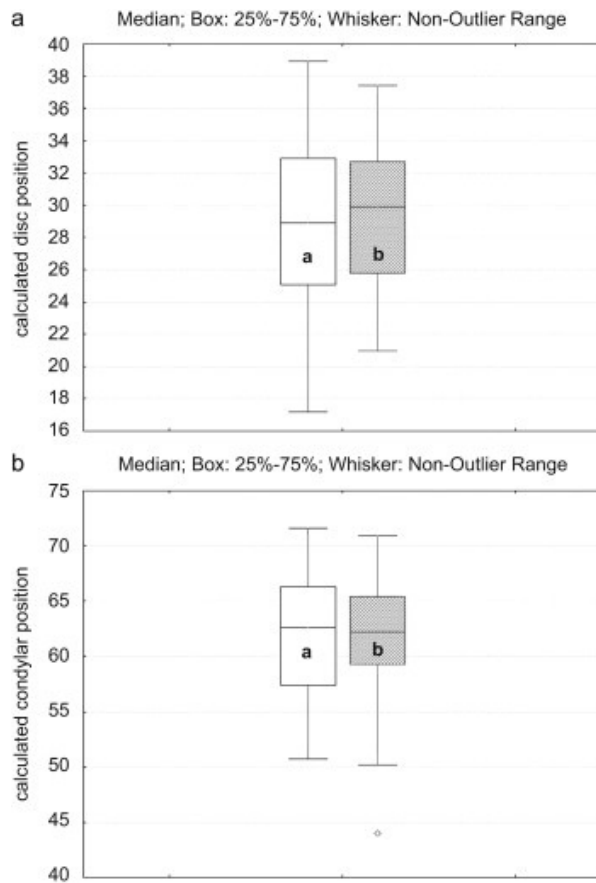 a
Median; Box: 25%-75%; Whisker: Non-Outlier Range
calculated disc position
40
38
36
34
32
30
28
26
24
22
20
18
16
a
b
b
Median; Box: 25%-75%; Whisker: Non-Outlier Range
calculated condylar position
75
70
65
60
55
50
45
40
a
b